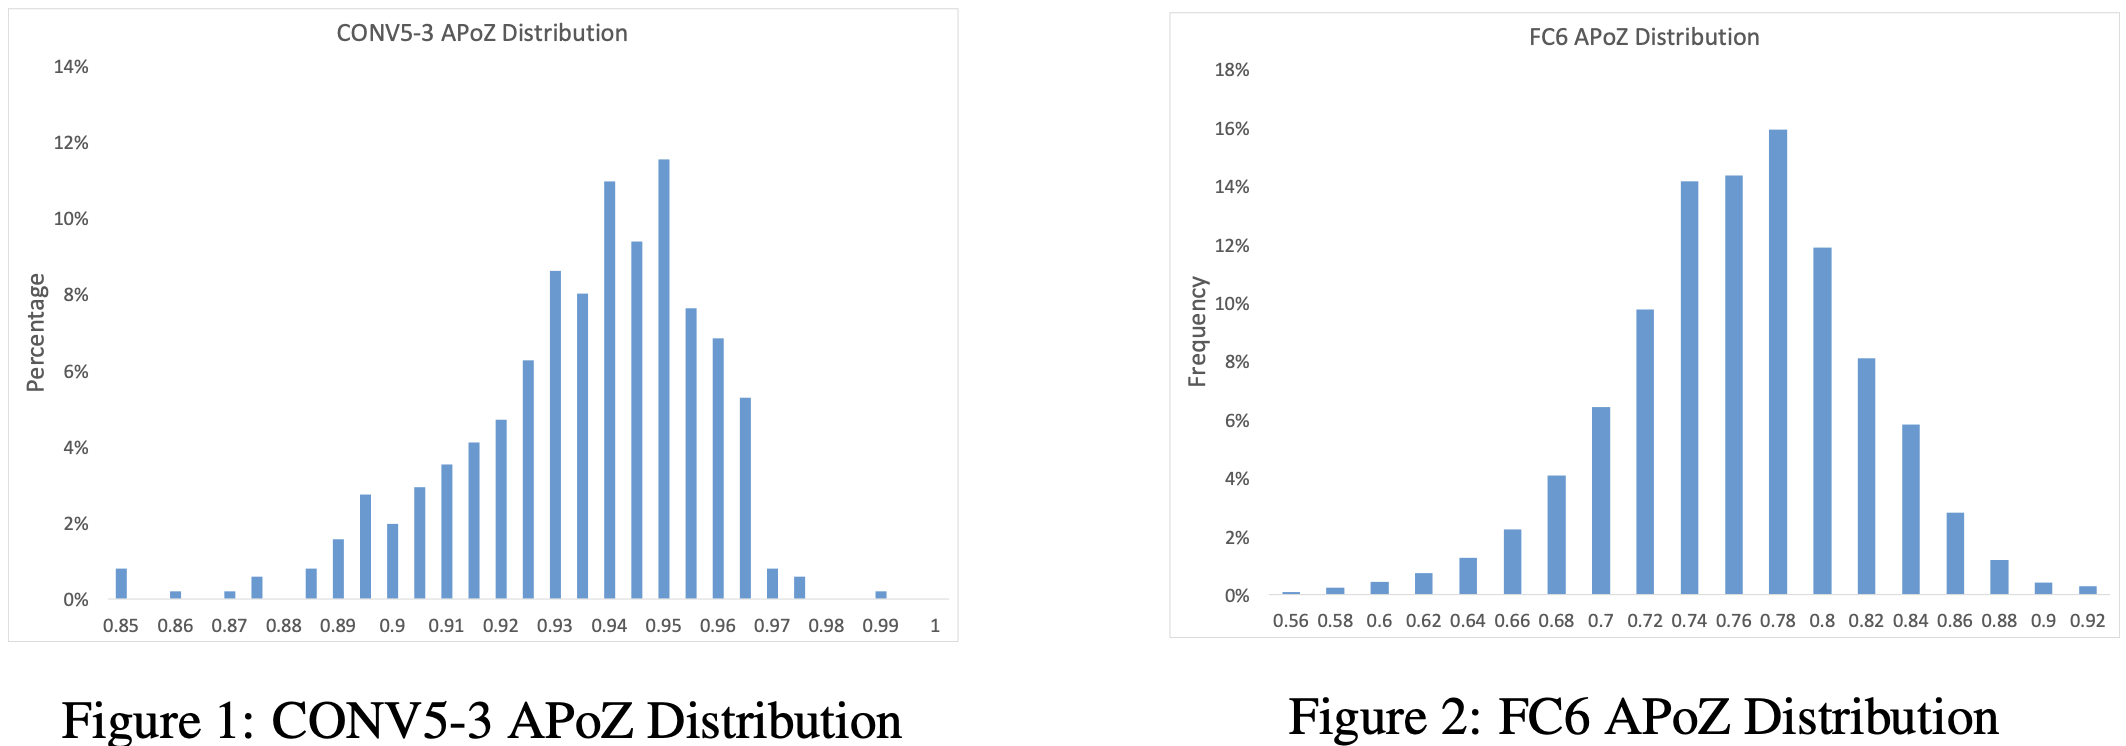 CONV5-3 APoZ Distribution
14%
12%
10%
8%
6%
4%
2%
0%
Percentage
0.85 0.86 0.87 0.88 0.89 0.9 0.91 0.92 0.93 0.94 0.95 0.96 0.97 0.98 0.99 1
Figure 1: CONV5-3 APoZ Distribution
FC6 APoZ Distribution
18%
16%
14%
12%
10%
8%
6%
4%
2%
0%
Frequency
0.56 0.58 0.6 0.62 0.64 0.66 0.68 0.7 0.72 0.74 0.76 0.78 0.8 0.82 0.84 0.86 0.88 0.9 0.92
Figure 2: FC6 APoZ Distribution